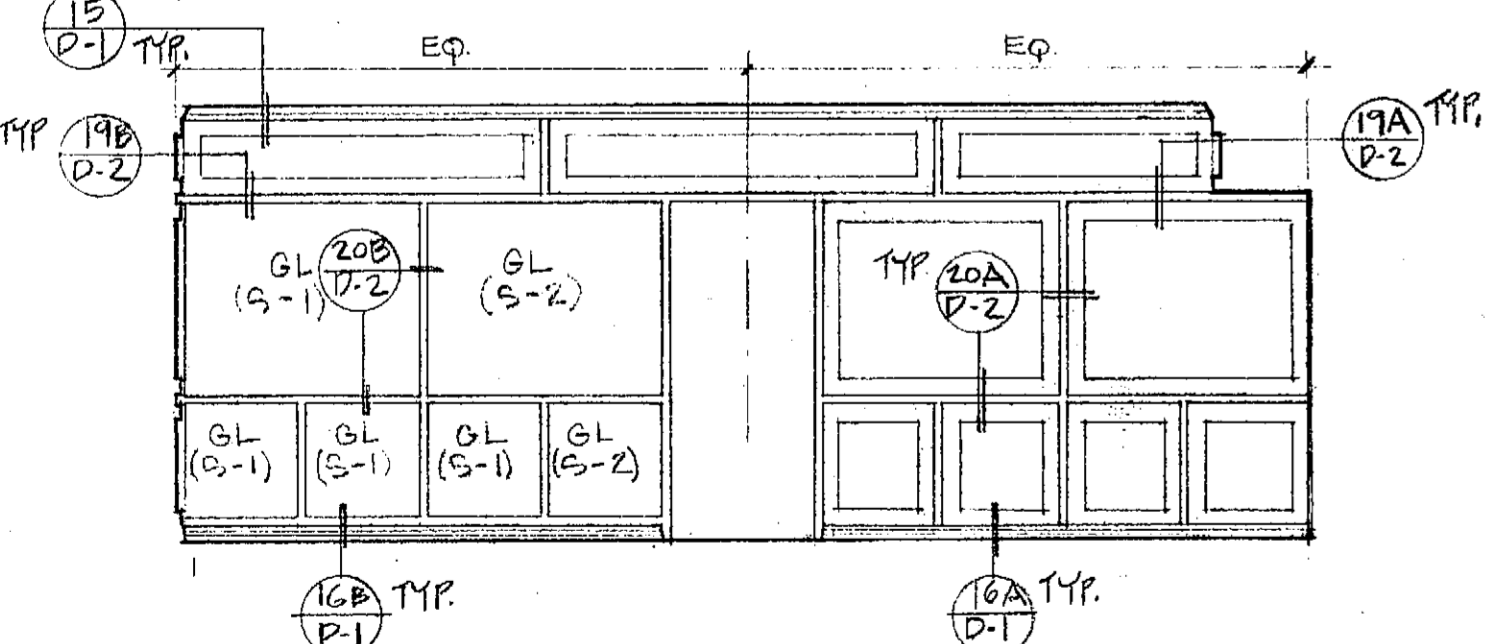 15
D-1 TYP.
EQ. EQ.
TYP 19B
D-2
19A TYP.
D-2
GL
(S-1)
20B
D-2
GL
(S-2)
TYP. 20A
D-2
GL
(S-1)
GL
(S-1)
GL
(S-1)
GL
(S-2)
16B TYP.
D-1
16A TYP.
D-1